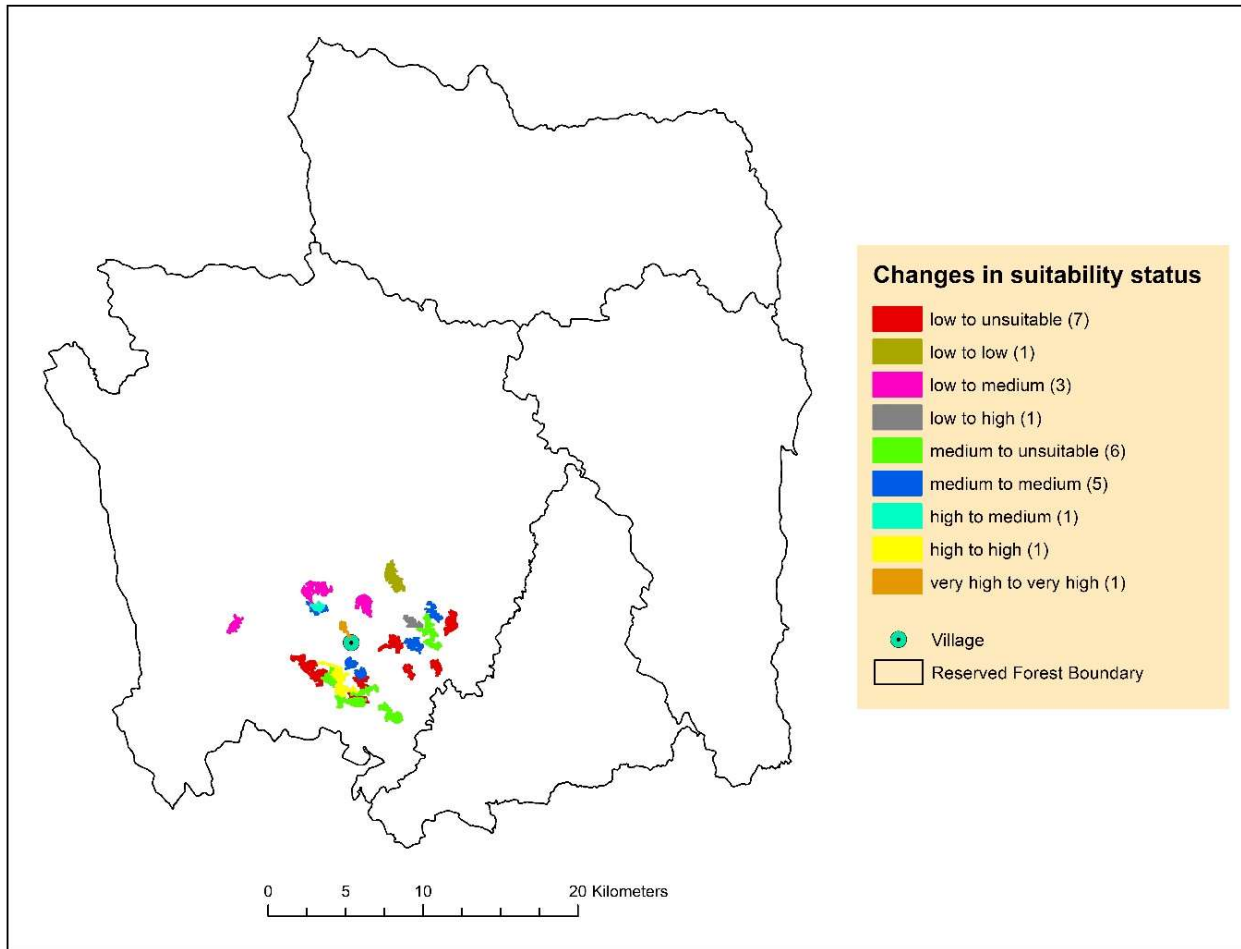 Changes in suitability status
low to unsuitable (7)
low to low (1)
low to medium (3)
low to high (1)
medium to unsuitable (6)
medium to medium (5)
high to medium (1)
high to high (1)
very high to very high (1)
Village
Reserved Forest Boundary
0 5 10 20 Kilometers